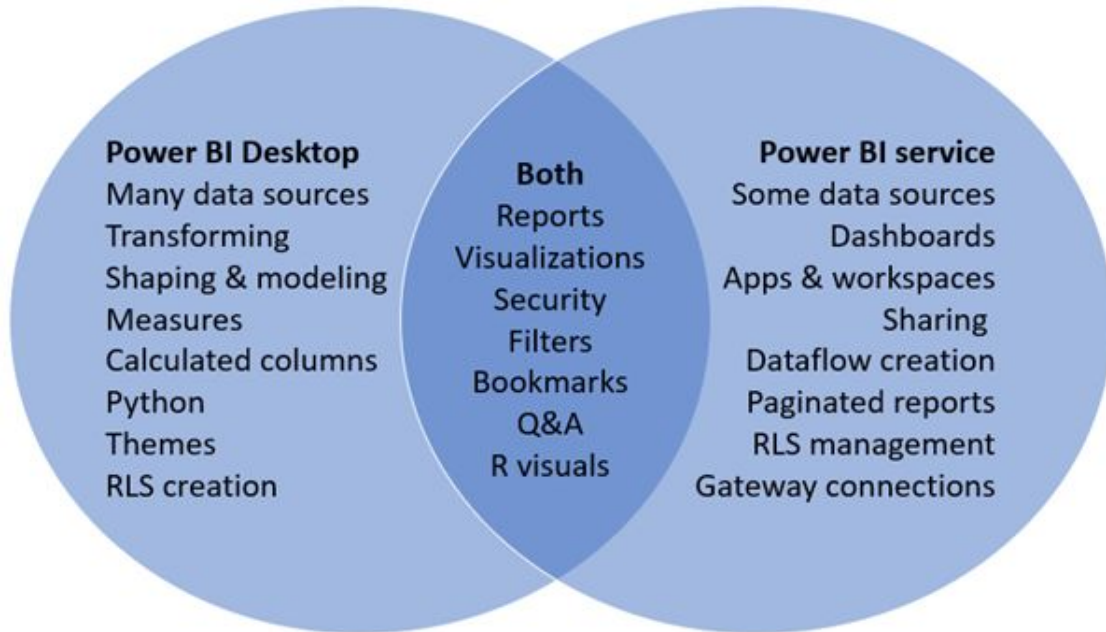 Power BI Desktop
Many data sources
Transforming
Shaping & modeling
Measures
Calculated columns
Python
Themes
RLS creation
Both
Reports
Visualizations
Security
Filters
Bookmarks
Q&A
R visuals
Power BI service
Some data sources
Dashboards
Apps & workspaces
Sharing
Dataflow creation
Paginated reports
RLS management
Gateway connections